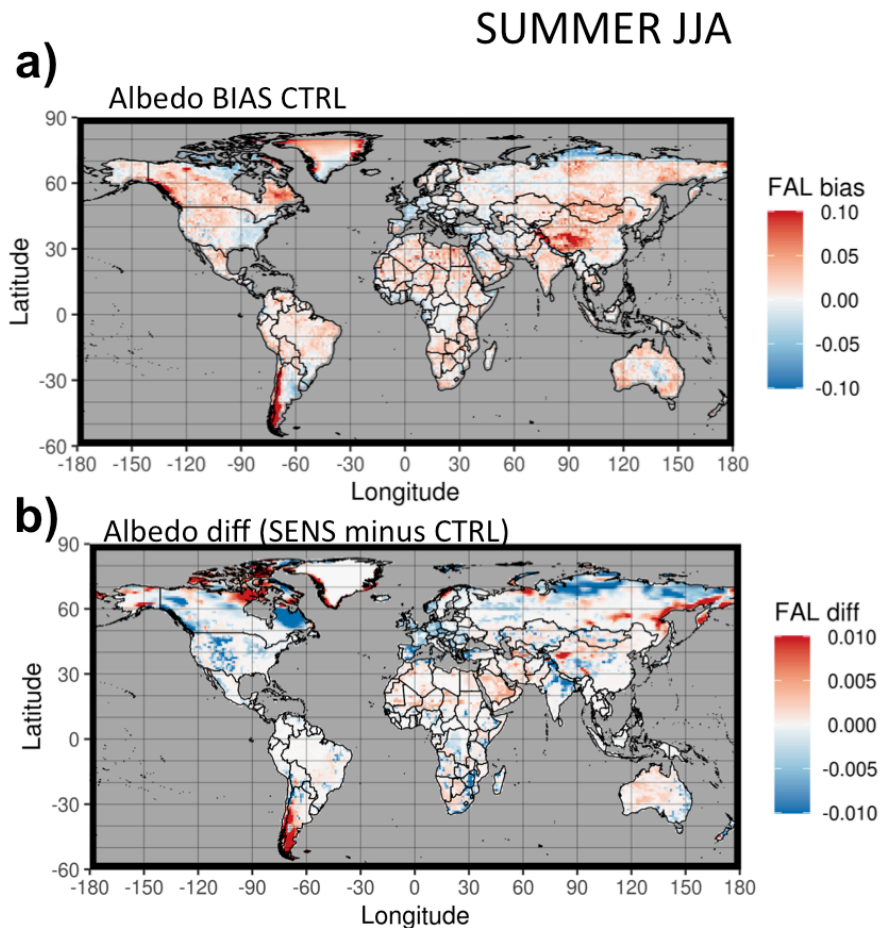 SUMMER JJA
a)
Albedo BIAS CTRL
90
60
30
0
-30
-60
Latitude
-180 -150 -120 -90 -60 -30 0 30 60 90 120 150 180
Longitude
FAL bias
0.10
0.05
0.00
-0.05
-0.10
b)
Albedo diff (SENS minus CTRL)
90
60
30
0
-30
-60
Latitude
-180 -150 -120 -90 -60 -30 0 30 60 90 120 150 180
Longitude
FAL diff
0.010
0.005
0.000
-0.005
-0.010